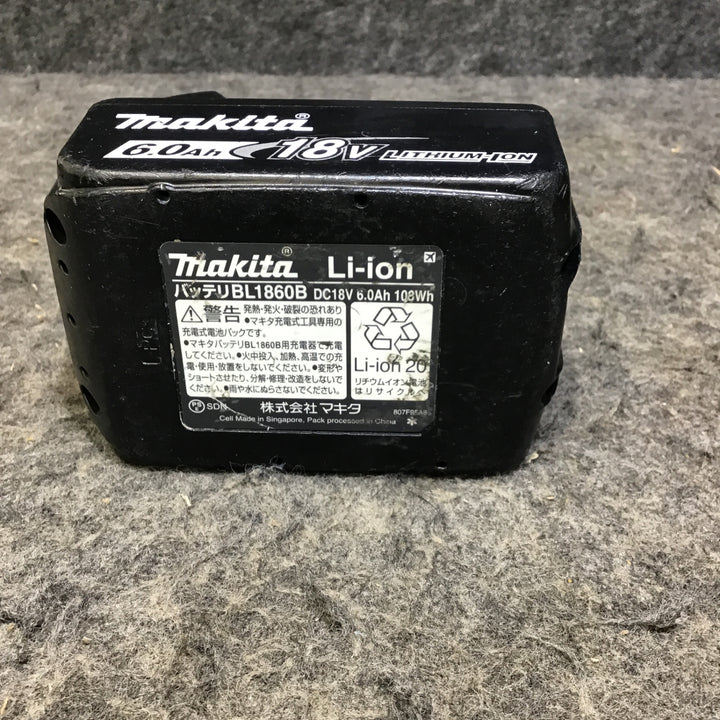 makita®
6.0Ah 18V LITHIUM-ION
makita® Li-ion
バッテリBL1860B DC18V 6.0Ah 108Wh
警告 発熱・発火・破裂の恐れあり
●マキタ充電式工具専用の
充電式電池パックです。
●マキタバッテリBL1860B用充電器で充電
してください。●火中投入、加熱、高温での充
電・使用・放置をしないでください。●変形や
ショートさせたり、分解・修理・改造をしないで
ください。●雨や水にぬらさないでください。
Li-ion 20
リチウムイオン電池
はリサイクルへ
PS SDN 株式会社マキタ
Cell Made in Singapore, Pack processed in China